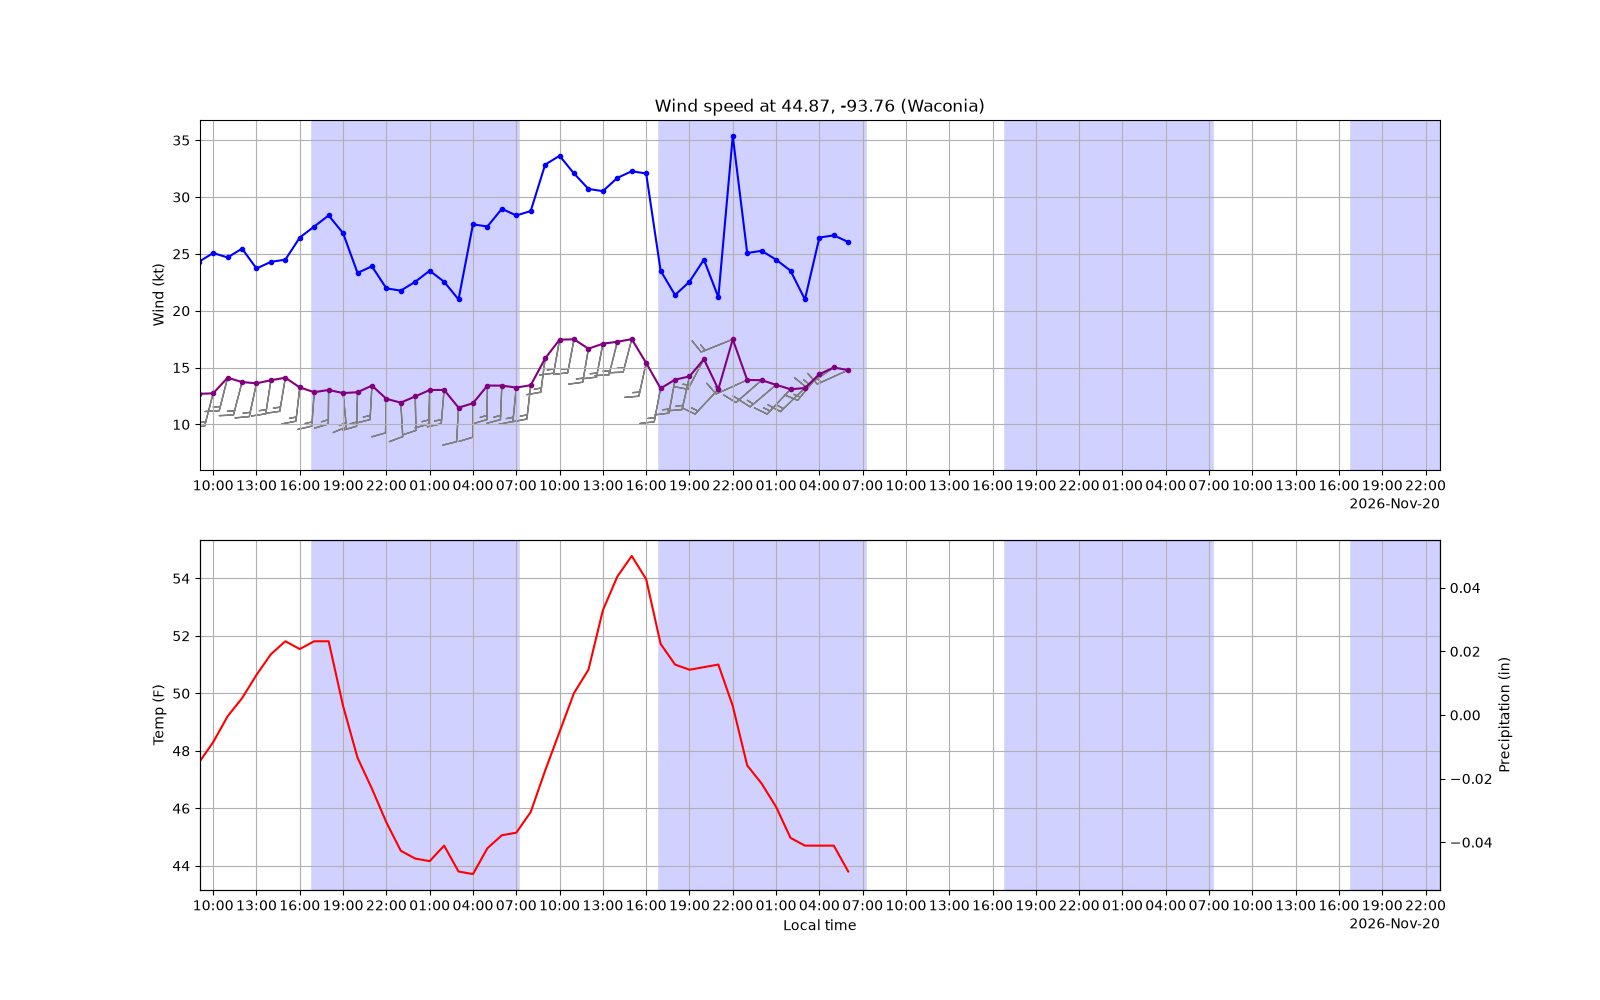 Wind speed at 44.87, -93.76 (Waconia)
35
30
25
20
15
10
Wind (kt)
10:00 13:00 16:00 19:00 22:00 01:00 04:00 07:00 10:00 13:00 16:00 19:00 22:00 01:00 04:00 07:00 10:00 13:00 16:00 19:00 22:00 01:00 04:00 07:00 10:00 13:00 16:00 19:00 22:00
2026-Nov-20
54
52
50
48
46
44
Temp (F)
0.04
0.02
0.00
−0.02
−0.04
Precipitation (in)
10:00 13:00 16:00 19:00 22:00 01:00 04:00 07:00 10:00 13:00 16:00 19:00 22:00 01:00 04:00 07:00 10:00 13:00 16:00 19:00 22:00 01:00 04:00 07:00 10:00 13:00 16:00 19:00 22:00
Local time
2026-Nov-20